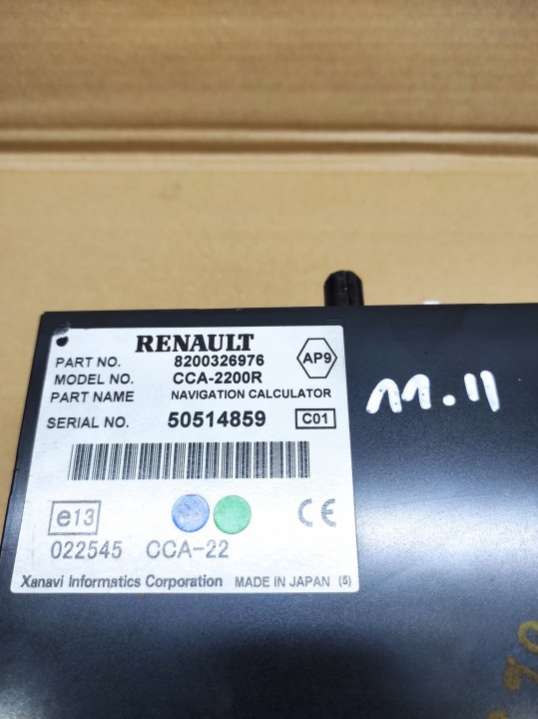 RENAULT
PART NO. 8200326976 AP9
MODEL NO. CCA-2200R
PART NAME NAVIGATION CALCULATOR
SERIAL NO. 50514859 C01
e13 CE
022545 CCA-22
Xanavi Informatics Corporation MADE IN JAPAN (5)
11.11